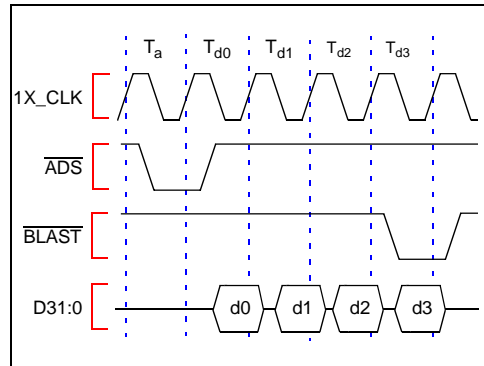 Ta Td0 Td1 Td2 Td3
1X_CLK
ADS
BLAST
D31:0 d0 d1 d2 d3